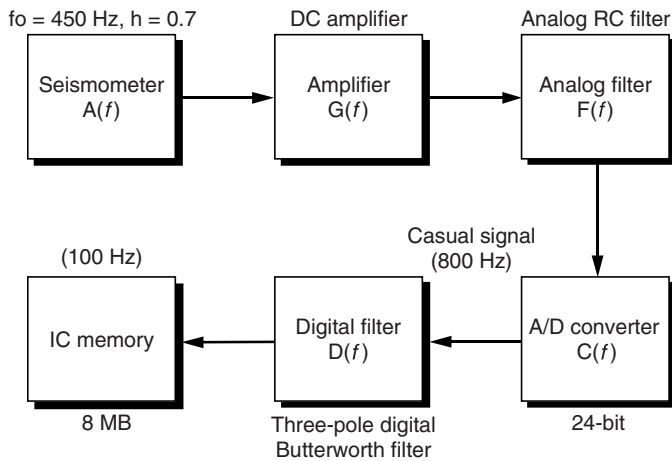 fo = 450 Hz, h = 0.7
DC amplifier
Analog RC filter
Seismometer
A(f)
Amplifier
G(f)
Analog filter
F(f)
Casual signal
(800 Hz)
(100 Hz)
IC memory
Digital filter
D(f)
A/D converter
C(f)
8 MB
Three-pole digital
Butterworth filter
24-bit